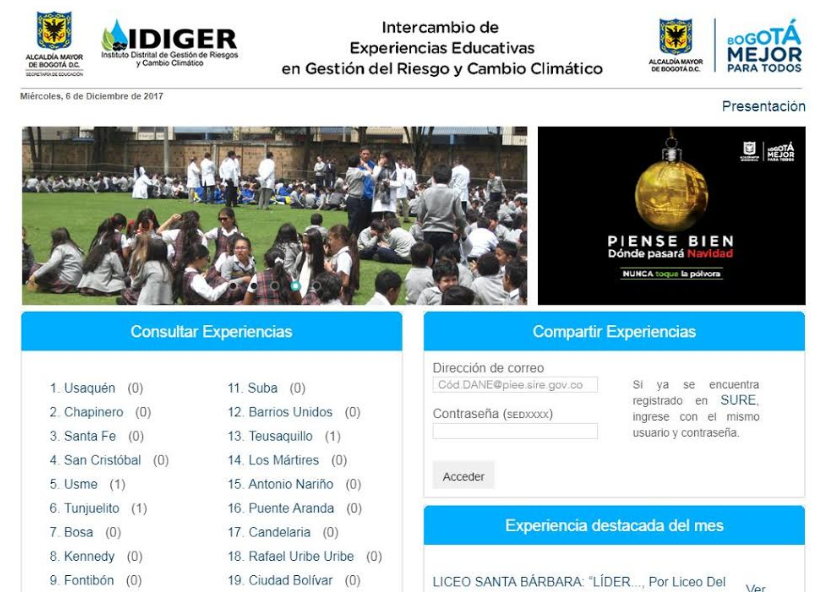 ALCALDÍA MAYOR
DE BOGOTÁ D.C.
SECRETARÍA DE EDUCACIÓN
IDIGER
Instituto Distrital de Gestión de Riesgos
y Cambio Climático
Intercambio de
Experiencias Educativas
en Gestión del Riesgo y Cambio Climático
ALCALDÍA MAYOR
DE BOGOTÁ D.C.
BOGOTÁ
MEJOR
PARA TODOS
Miércoles, 6 de Diciembre de 2017
Presentación
BOGOTÁ
MEJOR
PARA TODOS
PIENSE BIEN
Dónde pasará Navidad
NUNCA toque la pólvora
Consultar Experiencias
1. Usaquén (0)
2. Chapinero (0)
3. Santa Fe (0)
4. San Cristóbal (0)
5. Usme (1)
6. Tunjuelito (1)
7. Bosa (0)
8. Kennedy (0)
9. Fontibón (0)
11. Suba (0)
12. Barrios Unidos (0)
13. Teusaquillo (1)
14. Los Mártires (0)
15. Antonio Nariño (0)
16. Puente Aranda (0)
17. Candelaria (0)
18. Rafael Uribe Uribe (0)
19. Ciudad Bolívar (0)
Compartir Experiencias
Dirección de correo
Cód.DANE@piee.sire.gov.co
Contraseña (SEDXXXX)
Acceder
Si ya se encuentra
registrado en SURE,
ingrese con el mismo
usuario y contraseña.
Experiencia destacada del mes
LICEO SANTA BÁRBARA: “LÍDER..., Por Liceo Del
Ver